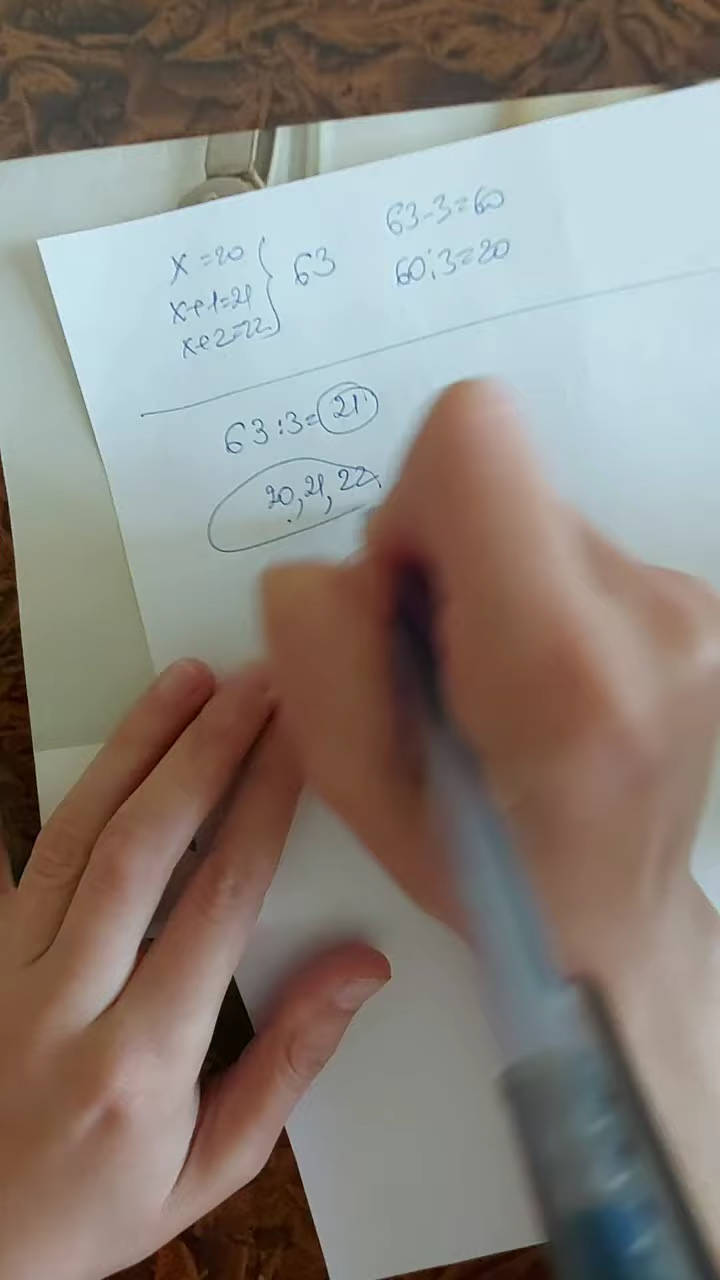 x = 20
x+1=21
x+2=22
63
63-3=60
60:3=20
63:3=21
20, 21, 22